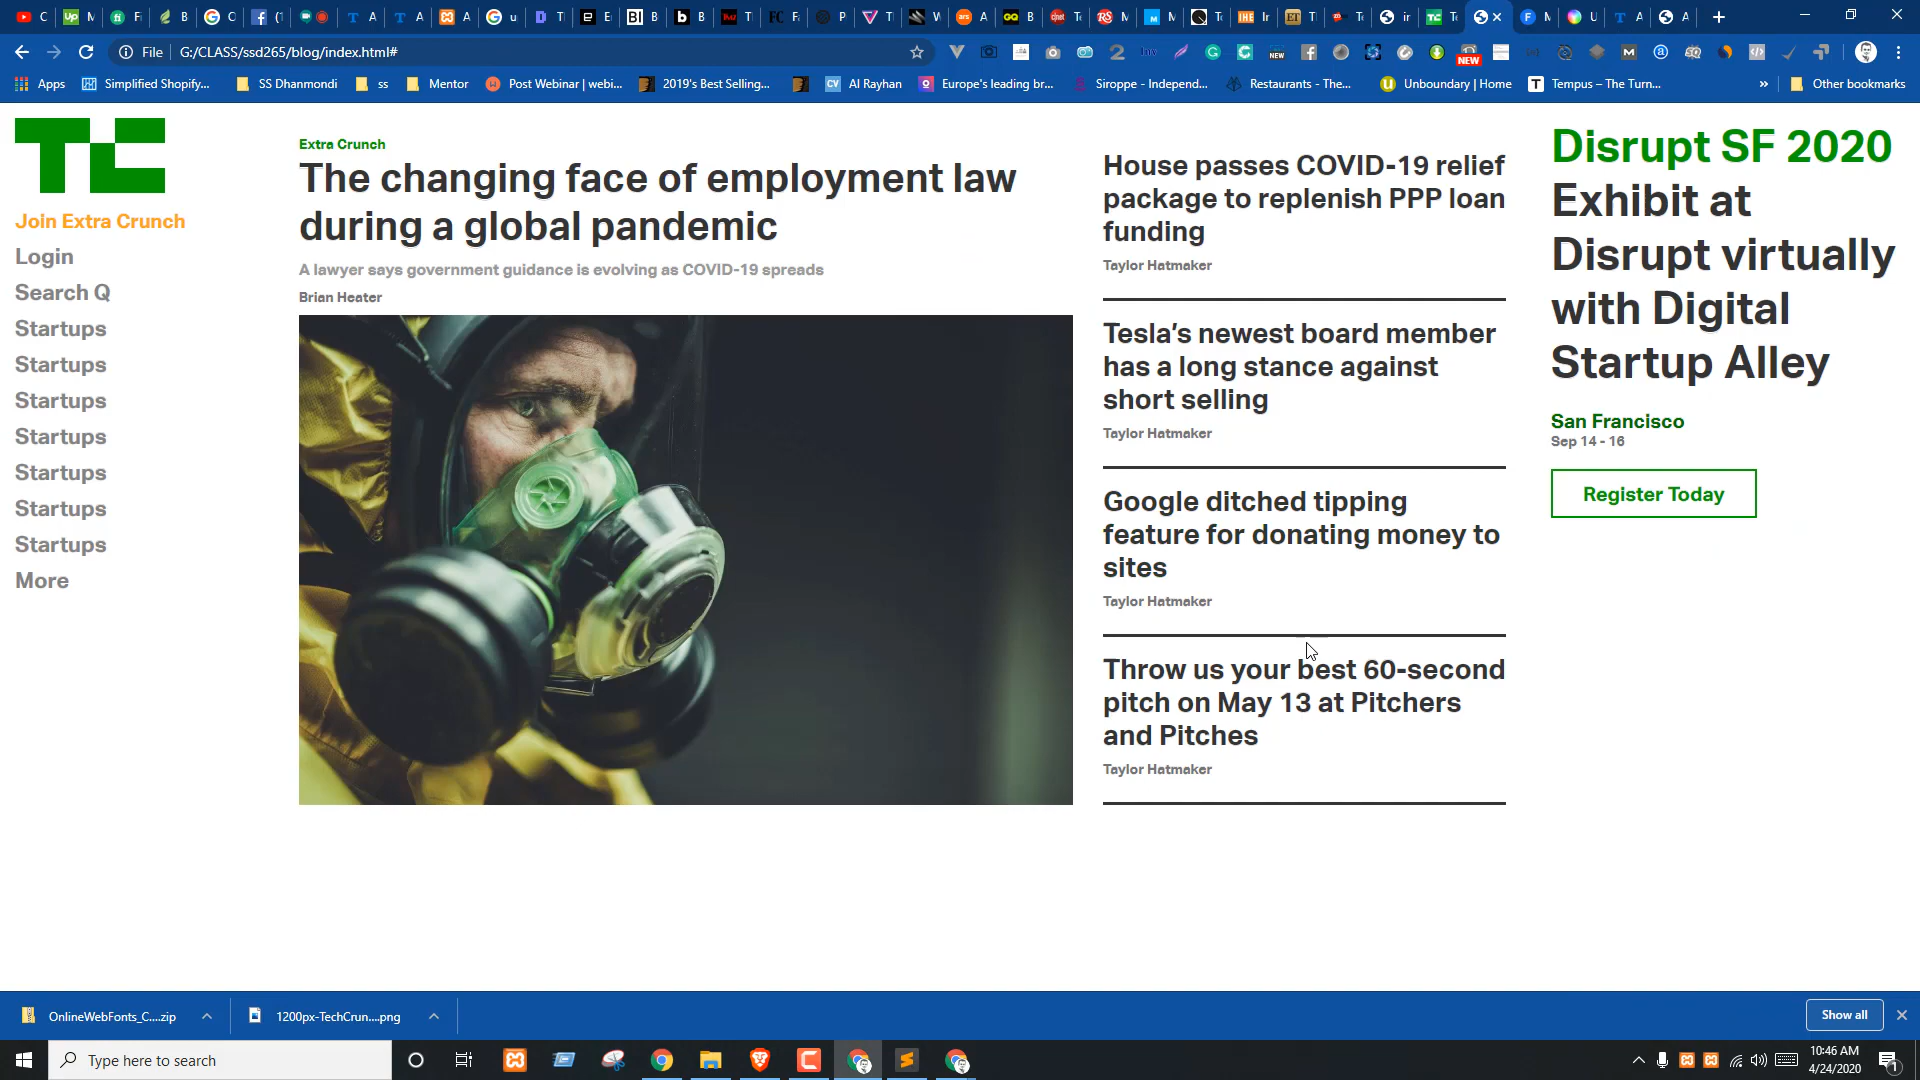 File
G:/CLASS/ssd265/blog/index.html#
NEW
NEW
Apps
Simplified Shopify...
SS Dhanmondi
ss
Mentor
Post Webinar | webi...
2019's Best Selling...
CV
Al Rayhan
Europe's leading br...
Siroppe - Independ...
Restaurants - The...
Unboundary | Home
Tempus – The Turn...
»
Other bookmarks
TC
Join Extra Crunch
Login
Search Q
Startups
Startups
Startups
Startups
Startups
Startups
Startups
More
Extra Crunch
The changing face of employment law
during a global pandemic
A lawyer says government guidance is evolving as COVID-19 spreads
Brian Heater
House passes COVID-19 relief
package to replenish PPP loan
funding
Taylor Hatmaker
Tesla’s newest board member
has a long stance against
short selling
Taylor Hatmaker
Google ditched tipping
feature for donating money to
sites
Taylor Hatmaker
Throw us your best 60-second
pitch on May 13 at Pitchers
and Pitches
Taylor Hatmaker
Disrupt SF 2020
Exhibit at
Disrupt virtually
with Digital
Startup Alley
San Francisco
Sep 14 - 16
Register Today
OnlineWebFonts_C....zip
1200px-TechCrun....png
Show all
Type here to search
10:46 AM
4/24/2020
1